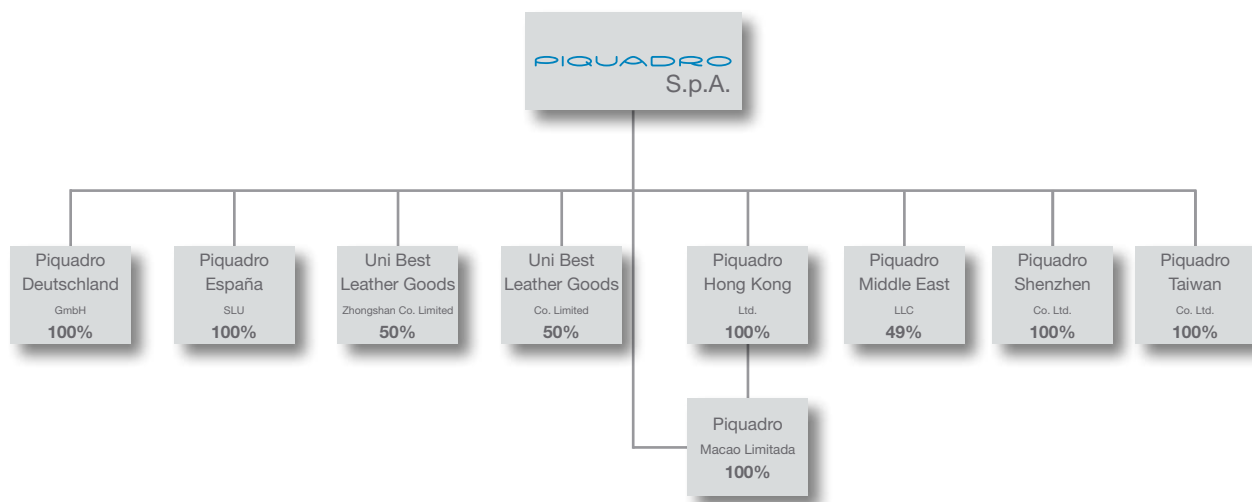 PIQUADRO
S.p.A.
Piquadro
Deutschland
GmbH
100%
Piquadro
España
SLU
100%
Uni Best
Leather Goods
Zhongshan Co. Limited
50%
Uni Best
Leather Goods
Co. Limited
50%
Piquadro
Hong Kong
Ltd.
100%
Piquadro
Middle East
LLC
49%
Piquadro
Shenzhen
Co. Ltd.
100%
Piquadro
Taiwan
Co. Ltd.
100%
Piquadro
Macao Limitada
100%